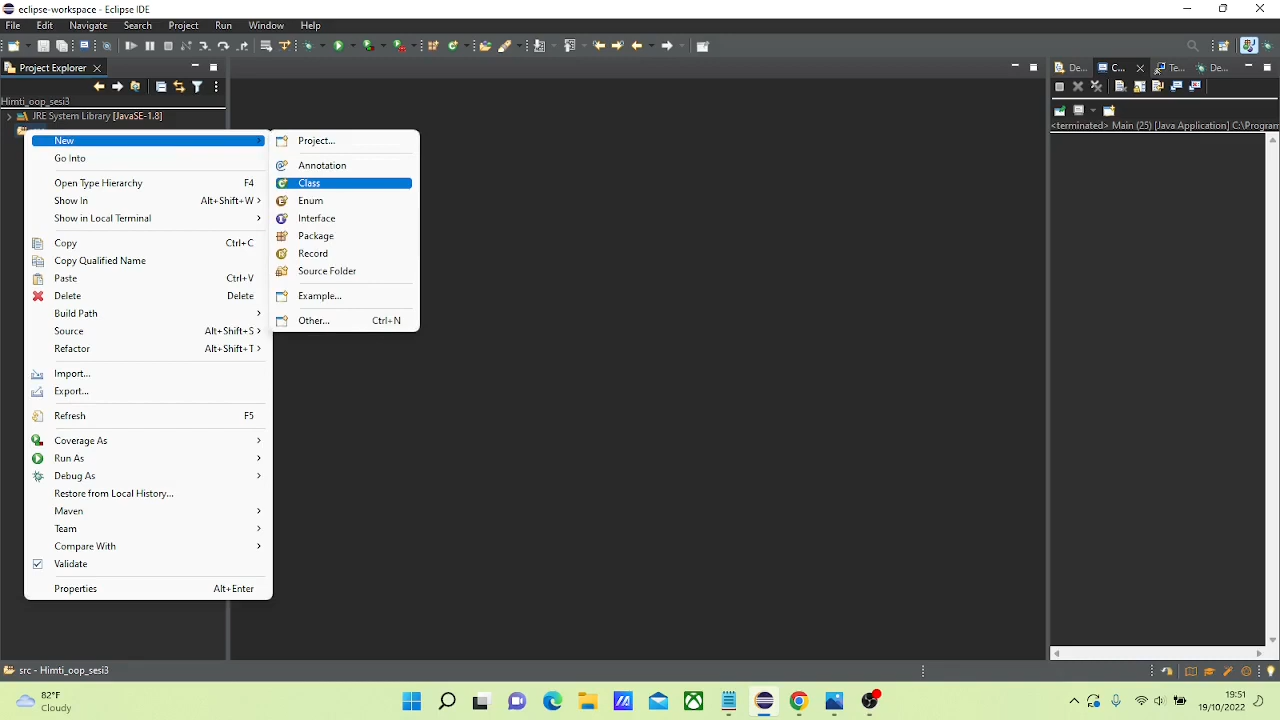 eclipse-workspace - Eclipse IDE
File Edit Navigate Search Project Run Window Help
Project Explorer
De... C... Te... De...
Himti_oop_sesi3
JRE System Library [JavaSE-1.8]
<terminated> Main (25) [Java Application] C:\Program
New
Go Into
Open Type Hierarchy F4
Show In Alt+Shift+W
Show in Local Terminal
Copy Ctrl+C
Copy Qualified Name
Paste Ctrl+V
Delete Delete
Build Path
Source Alt+Shift+S
Refactor Alt+Shift+T
Import...
Export...
Refresh F5
Coverage As
Run As
Debug As
Restore from Local History...
Maven
Team
Compare With
Validate
Properties Alt+Enter
Project...
Annotation
Class
Enum
Interface
Package
Record
Source Folder
Example...
Other... Ctrl+N
src - Himti_oop_sesi3
82°F
Cloudy
19:51
19/10/2022